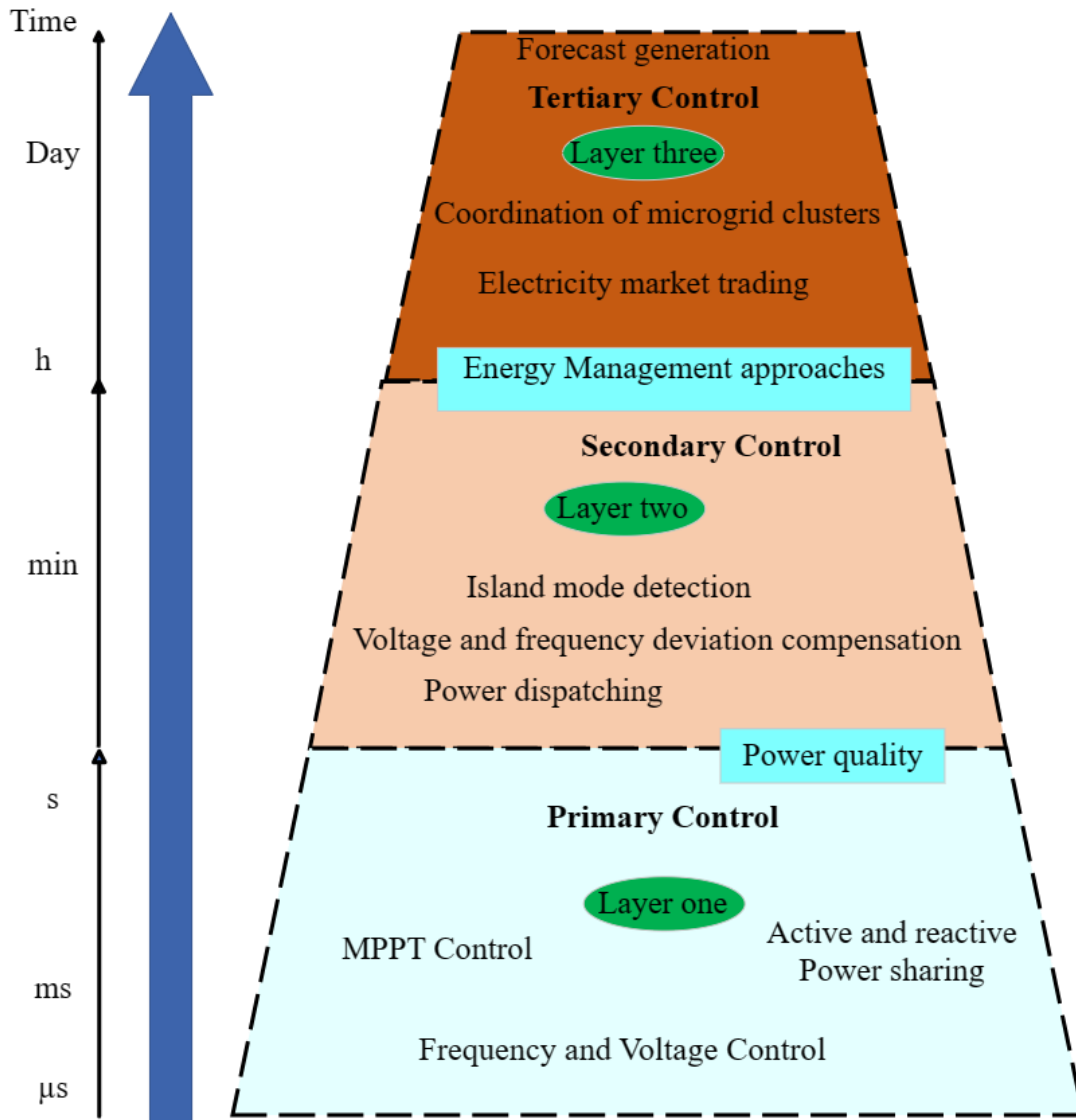 Time
Forecast generation
Tertiary Control
Day
Layer three
Coordination of microgrid clusters
Electricity market trading
h
Energy Management approaches
Secondary Control
Layer two
min
Island mode detection
Voltage and frequency deviation compensation
Power dispatching
Power quality
s
Primary Control
Layer one
MPPT Control
Active and reactive
Power sharing
ms
Frequency and Voltage Control
µs